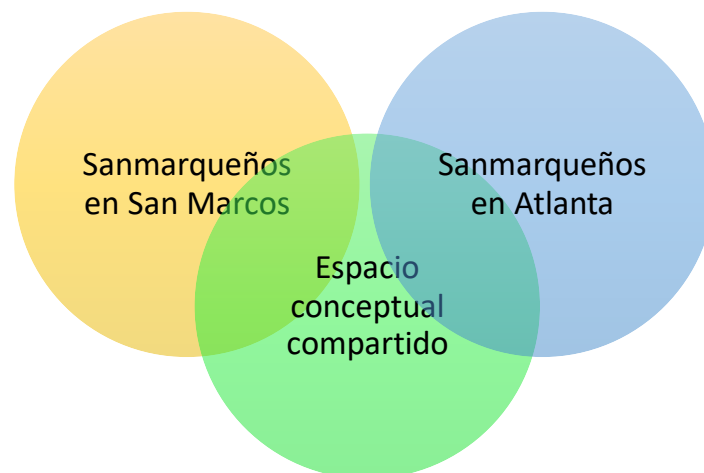 Sanmarqueños
en San Marcos
Sanmarqueños
en Atlanta
Espacio
conceptual
compartido